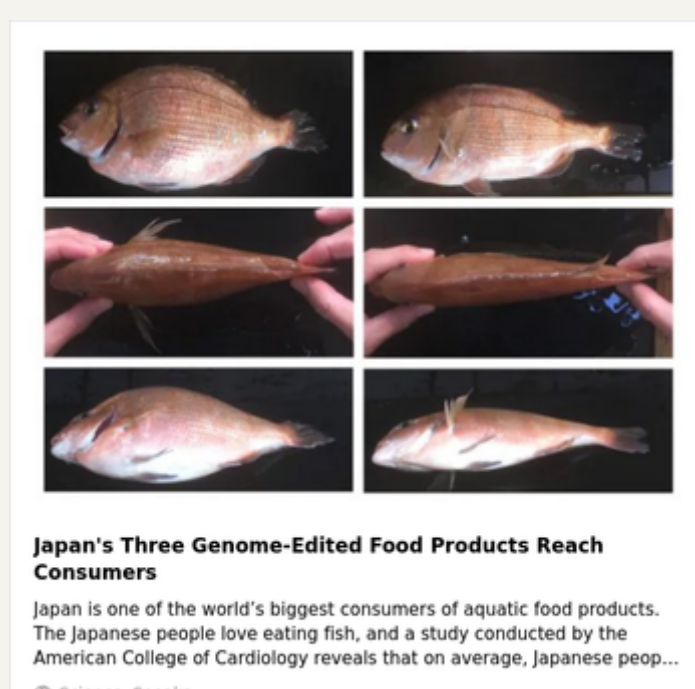 Japan's Three Genome-Edited Food Products Reach
Consumers
Japan is one of the world’s biggest consumers of aquatic food products.
The Japanese people love eating fish, and a study conducted by the
American College of Cardiology reveals that on average, Japanese peop...